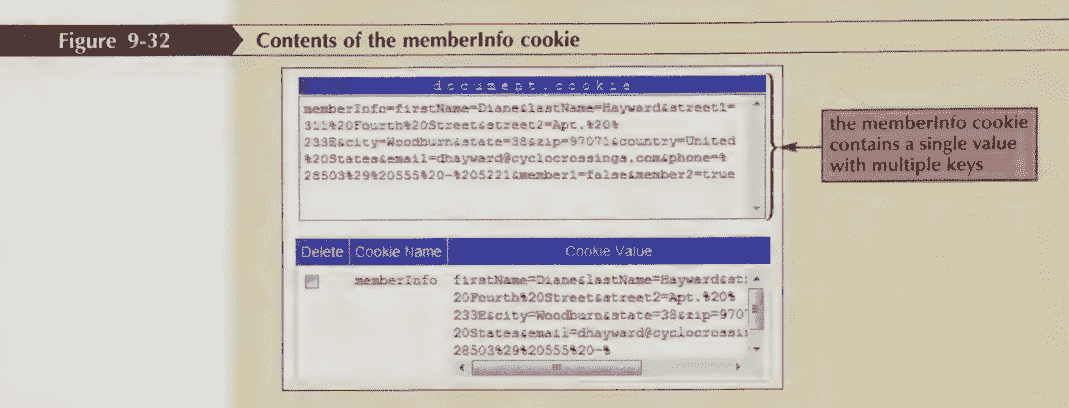 Figure 9-32
Contents of the memberInfo cookie
document.cookie
memberInfo=firstName=Diane&lastName=Hayward&street1=
311%20Fourth%20Street&street2=Apt.%20%
233E&city=Woodburn&state=38&zip=97071&country=United
%20States&email=dhayward@cyclocrossings.com&phone=%
28503%29%20555%20-%205221&member1=false&member2=true
the memberInfo cookie
contains a single value
with multiple keys
Delete Cookie Name Cookie Value
memberInfo firstName=Diane&lastName=Hayward&st
20Fourth%20Street&street2=Apt.%20%
233E&city=Woodburn&state=38&zip=970
20States&email=dhayward@cyclocrossi
28503%29%20555%20-%